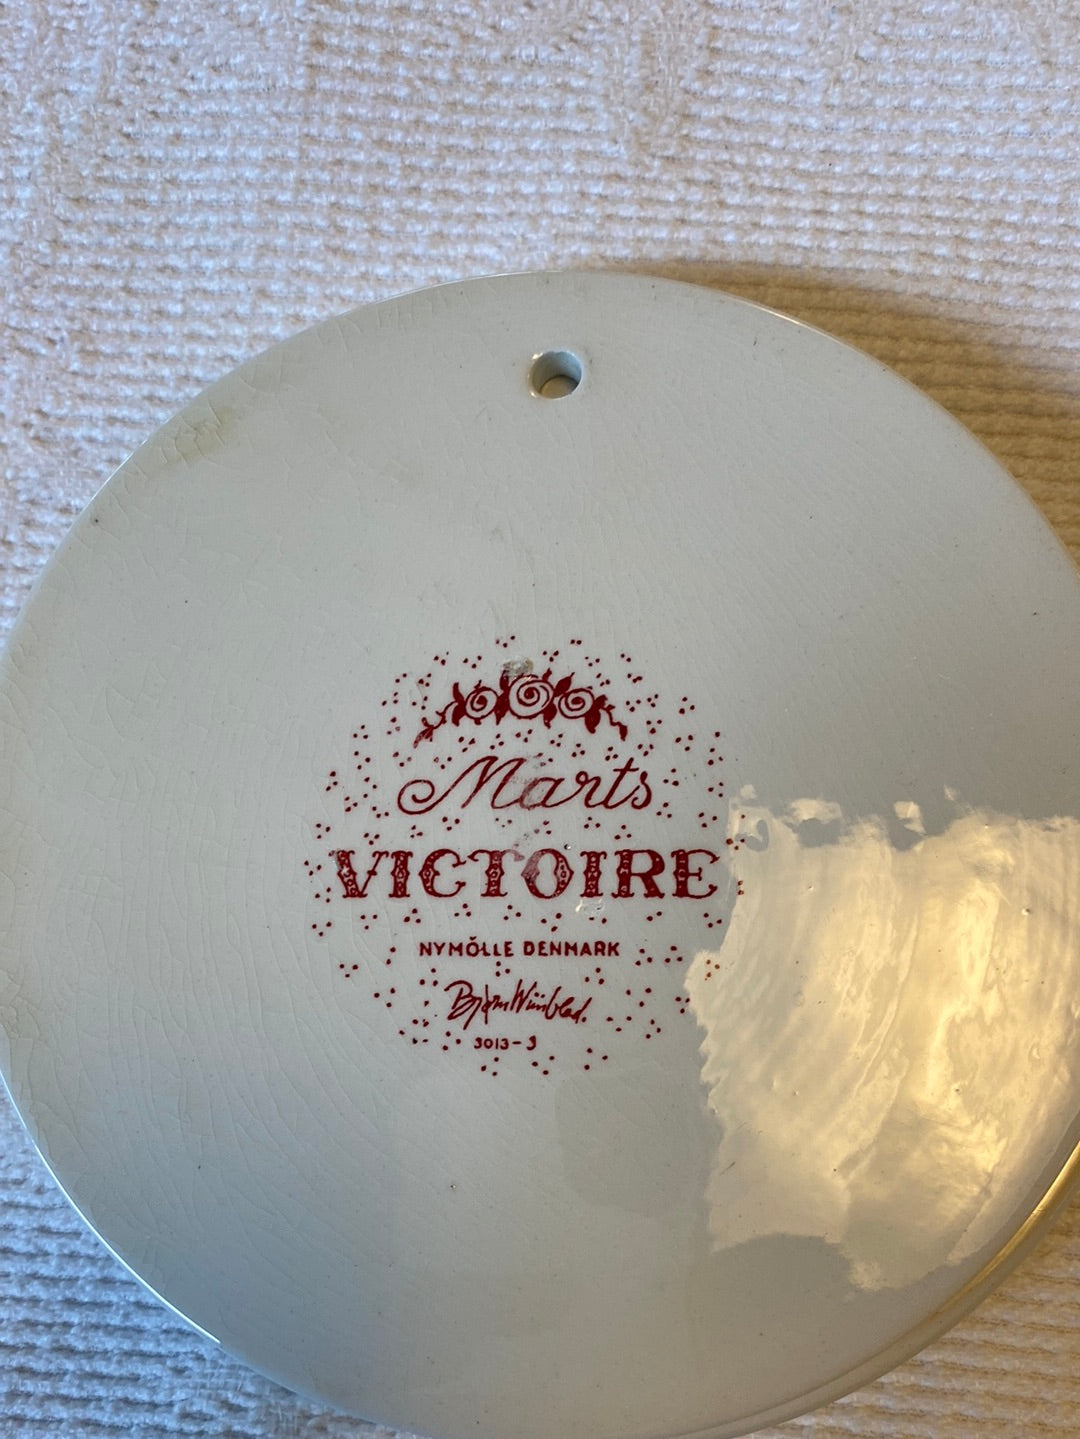 Marts
VICTOIRE
NYMÖLLE DENMARK
Bjørn Wiinblad.
3013-3